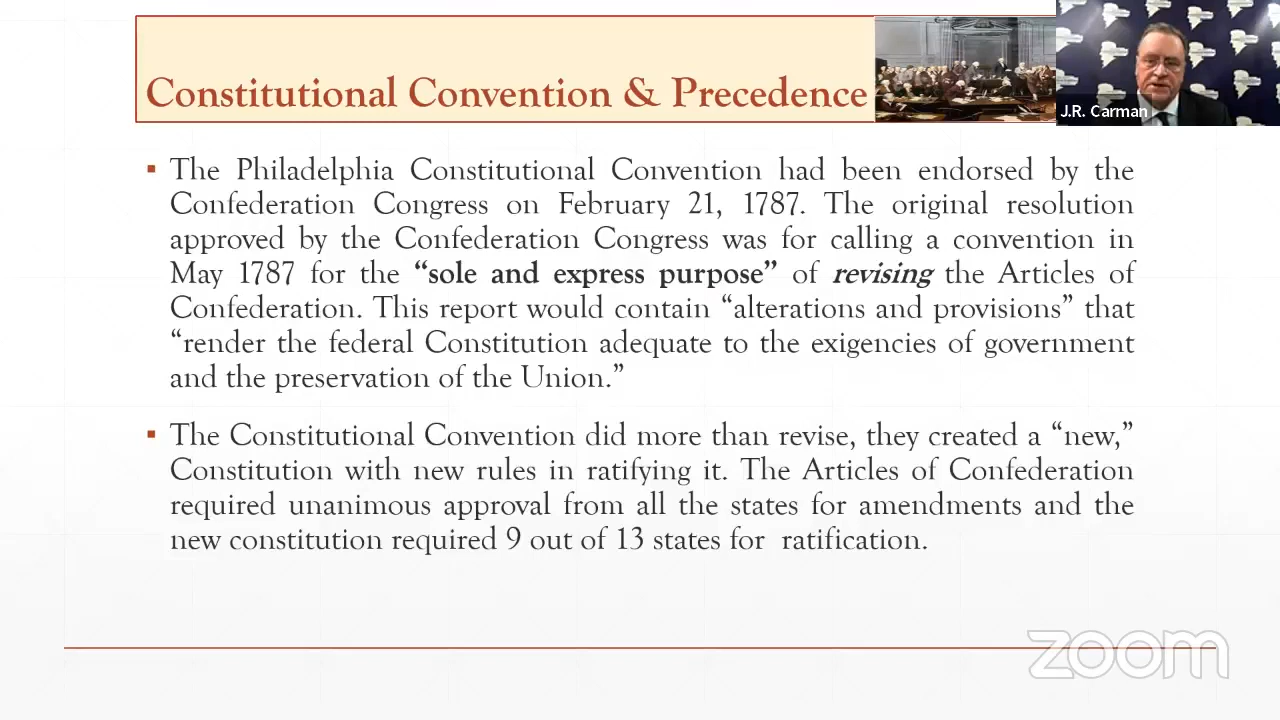 Constitutional Convention & Precedence
J.R. Carman
▪ The Philadelphia Constitutional Convention had been endorsed by the
Confederation Congress on February 21, 1787. The original resolution
approved by the Confederation Congress was for calling a convention in
May 1787 for the “sole and express purpose” of revising the Articles of
Confederation. This report would contain “alterations and provisions” that
“render the federal Constitution adequate to the exigencies of government
and the preservation of the Union.”
▪ The Constitutional Convention did more than revise, they created a “new,”
Constitution with new rules in ratifying it. The Articles of Confederation
required unanimous approval from all the states for amendments and the
new constitution required 9 out of 13 states for ratification.
zoom